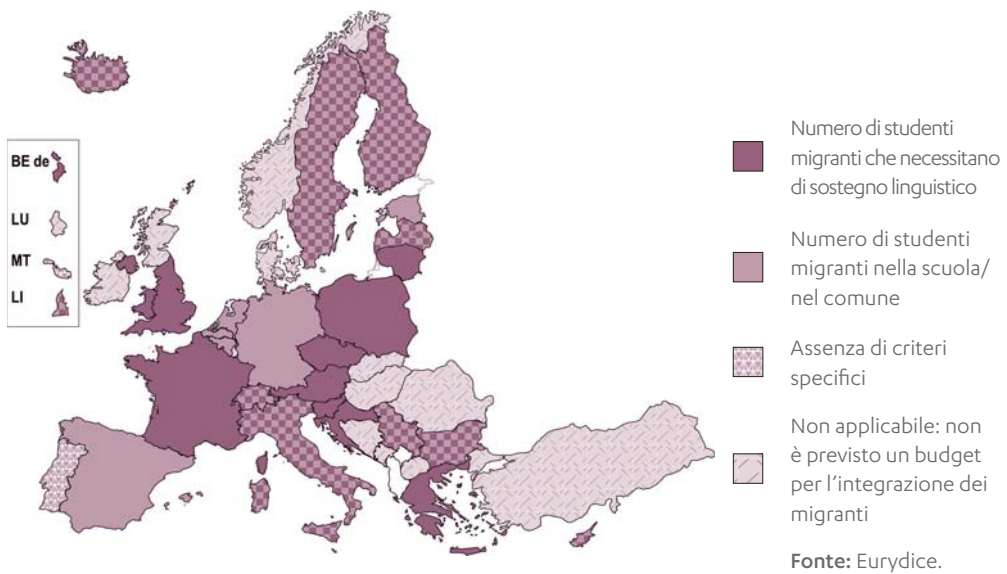 BE de
LU
MT
LI
Numero di studenti
migranti che necessitano
di sostegno linguistico
Numero di studenti
migranti nella scuola/
nel comune
Assenza di criteri
specifici
Non applicabile: non
è previsto un budget
per l'integrazione dei
migranti
Fonte: Eurydice.